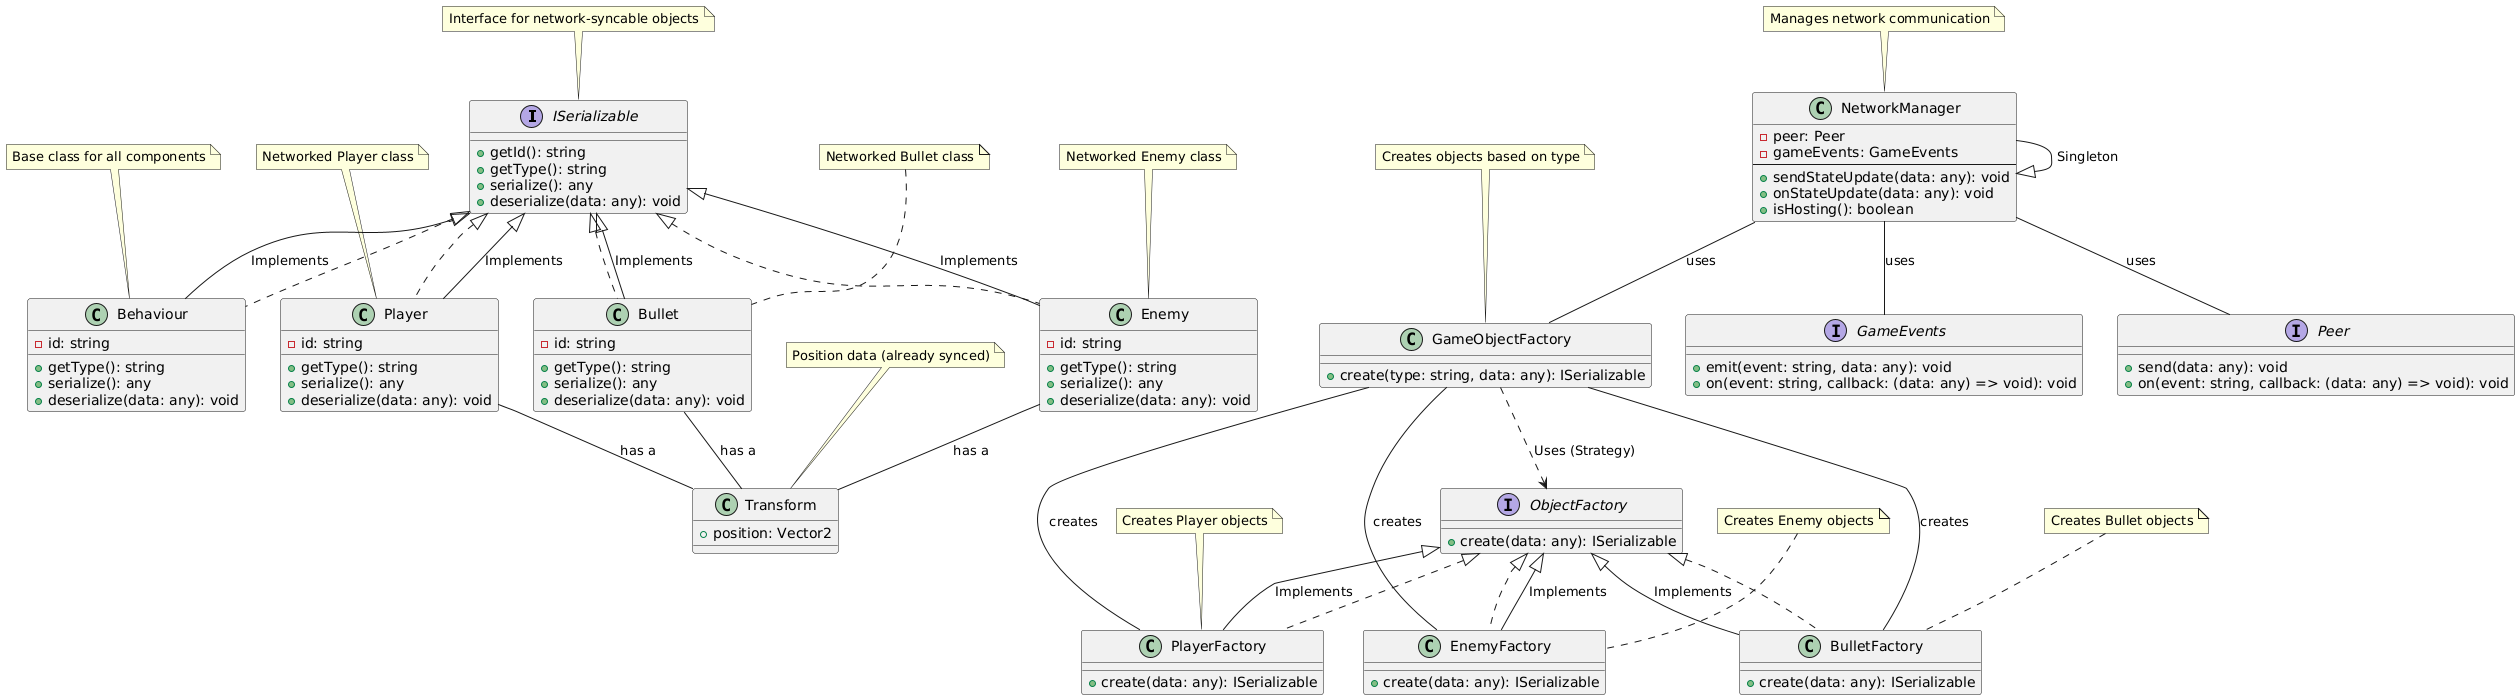 Interface for network-syncable objects
Manages network communication
I ISerializable
getId(): string
getType(): string
serialize(): any
deserialize(data: any): void
C NetworkManager
peer: Peer
gameEvents: GameEvents
sendStateUpdate(data: any): void
onStateUpdate(data: any): void
isHosting(): boolean
Singleton
Base class for all components
Networked Player class
Networked Bullet class
Networked Enemy class
Creates objects based on type
Implements
Implements
Implements
Implements
uses
uses
uses
C Behaviour
id: string
getType(): string
serialize(): any
deserialize(data: any): void
C Player
id: string
getType(): string
serialize(): any
deserialize(data: any): void
C Bullet
id: string
getType(): string
serialize(): any
deserialize(data: any): void
Position data (already synced)
C Enemy
id: string
getType(): string
serialize(): any
deserialize(data: any): void
C GameObjectFactory
create(type: string, data: any): ISerializable
I GameEvents
emit(event: string, data: any): void
on(event: string, callback: (data: any) => void): void
I Peer
send(data: any): void
on(event: string, callback: (data: any) => void): void
has a
has a
has a
Uses (Strategy)
C Transform
position: Vector2
creates
Creates Player objects
creates
I ObjectFactory
create(data: any): ISerializable
Creates Enemy objects
creates
Creates Bullet objects
Implements
Implements
Implements
C PlayerFactory
create(data: any): ISerializable
C EnemyFactory
create(data: any): ISerializable
C BulletFactory
create(data: any): ISerializable